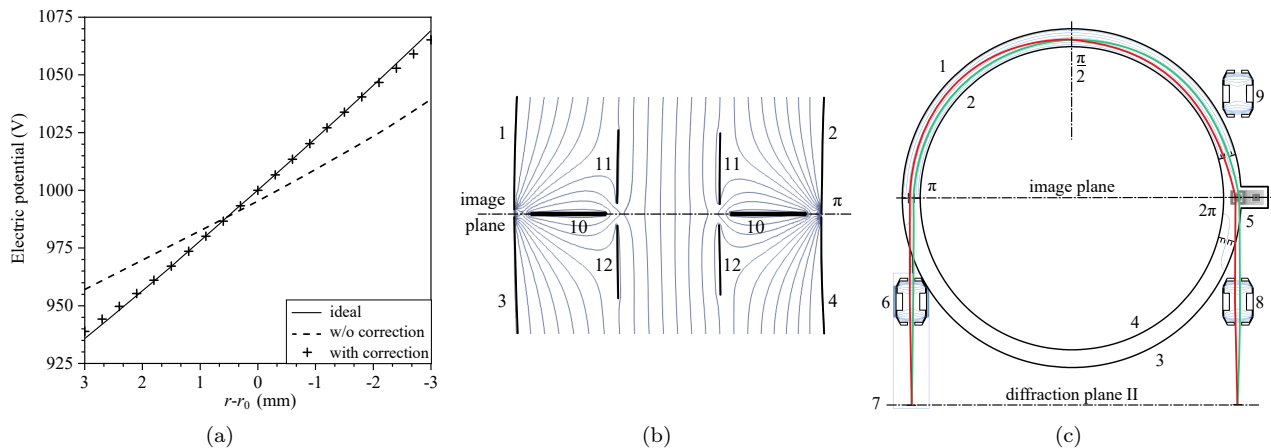 1075
1050
1025
1000
975
950
925
Electric potential (V)
3
2
1
0
-1
-2
-3
r-r0 (mm)
ideal
w/o correction
with correction
(a)
1
2
11
11
image
plane
π
10
10
12
12
3
4
(b)
1
2
π
2
9
π
image plane
2π
5
6
8
4
3
7
diffraction plane II
(c)